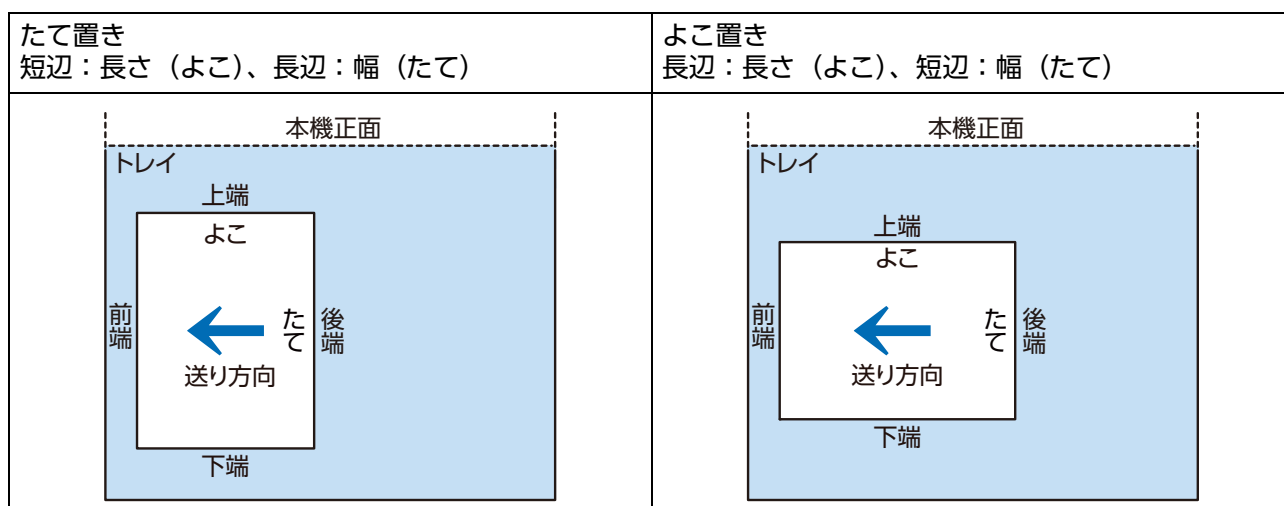 たて置き
短辺：長さ（よこ）、長辺：幅（たて）
よこ置き
長辺：長さ（よこ）、短辺：幅（たて）
本機正面
トレイ
上端
よこ
前端
たて
後端
送り方向
下端
本機正面
トレイ
上端
よこ
前端
たて
後端
送り方向
下端